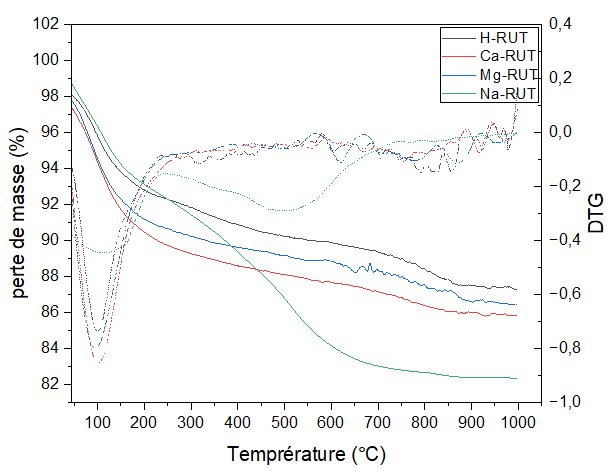 102
100
98
96
94
92
90
88
86
84
82
perte de masse (%)
H-RUT
Ca-RUT
Mg-RUT
Na-RUT
0,4
0,2
0,0
−0,2
−0,4
−0,6
−0,8
−1,0
DTG
100 200 300 400 500 600 700 800 900 1000
Temprérature (°C)